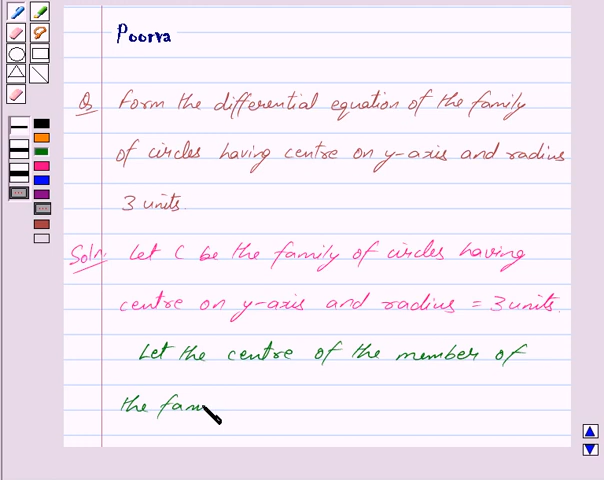 Poorva
Q Form the differential equation of the family
of circles having centre on y-axis and radius
3 units.
Soln: Let C be the family of circles having
centre on y-axis and radius = 3 units.
Let the centre of the member of
the fam